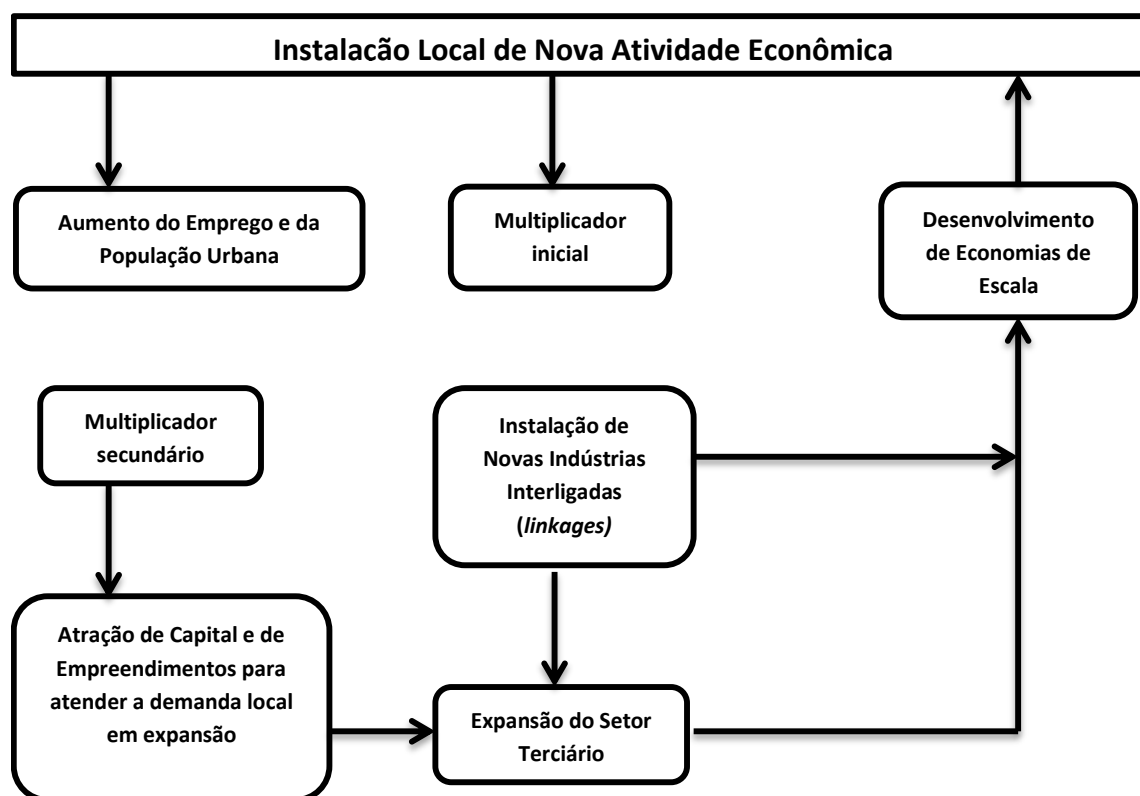 Instalacão Local de Nova Atividade Econômica
Aumento do Emprego e da
População Urbana
Multiplicador
inicial
Desenvolvimento
de Economias de
Escala
Multiplicador
secundário
Instalação de
Novas Indústrias
Interligadas
(linkages)
Atração de Capital e de
Empreendimentos para
atender a demanda local
em expansão
Expansão do Setor
Terciário